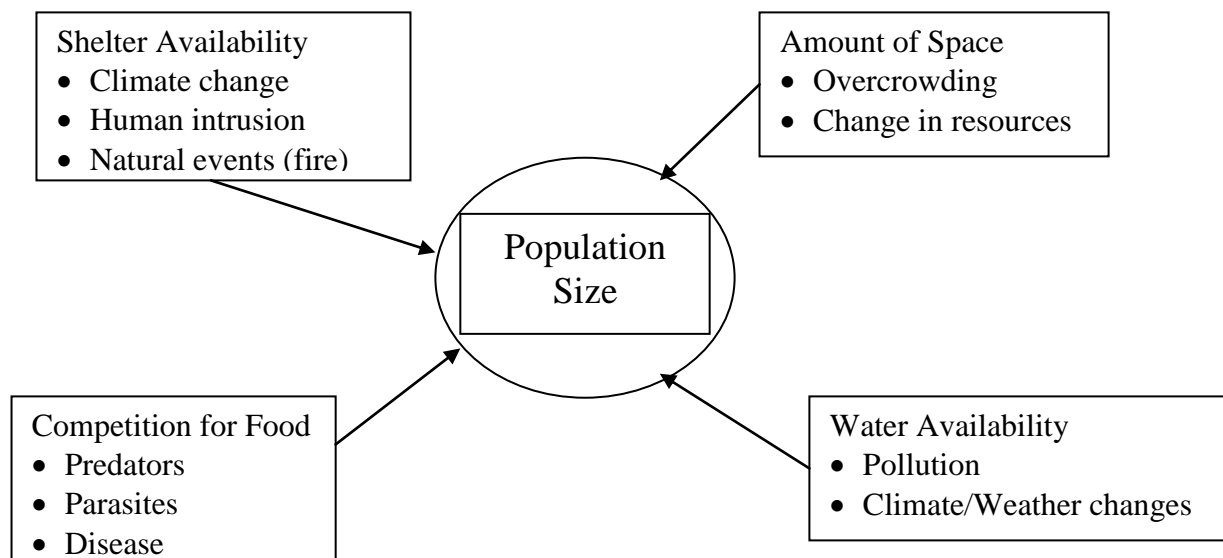 Shelter Availability
• Climate change
• Human intrusion
• Natural events (fire)
Amount of Space
• Overcrowding
• Change in resources
Population
Size
Competition for Food
• Predators
• Parasites
• Disease
Water Availability
• Pollution
• Climate/Weather changes